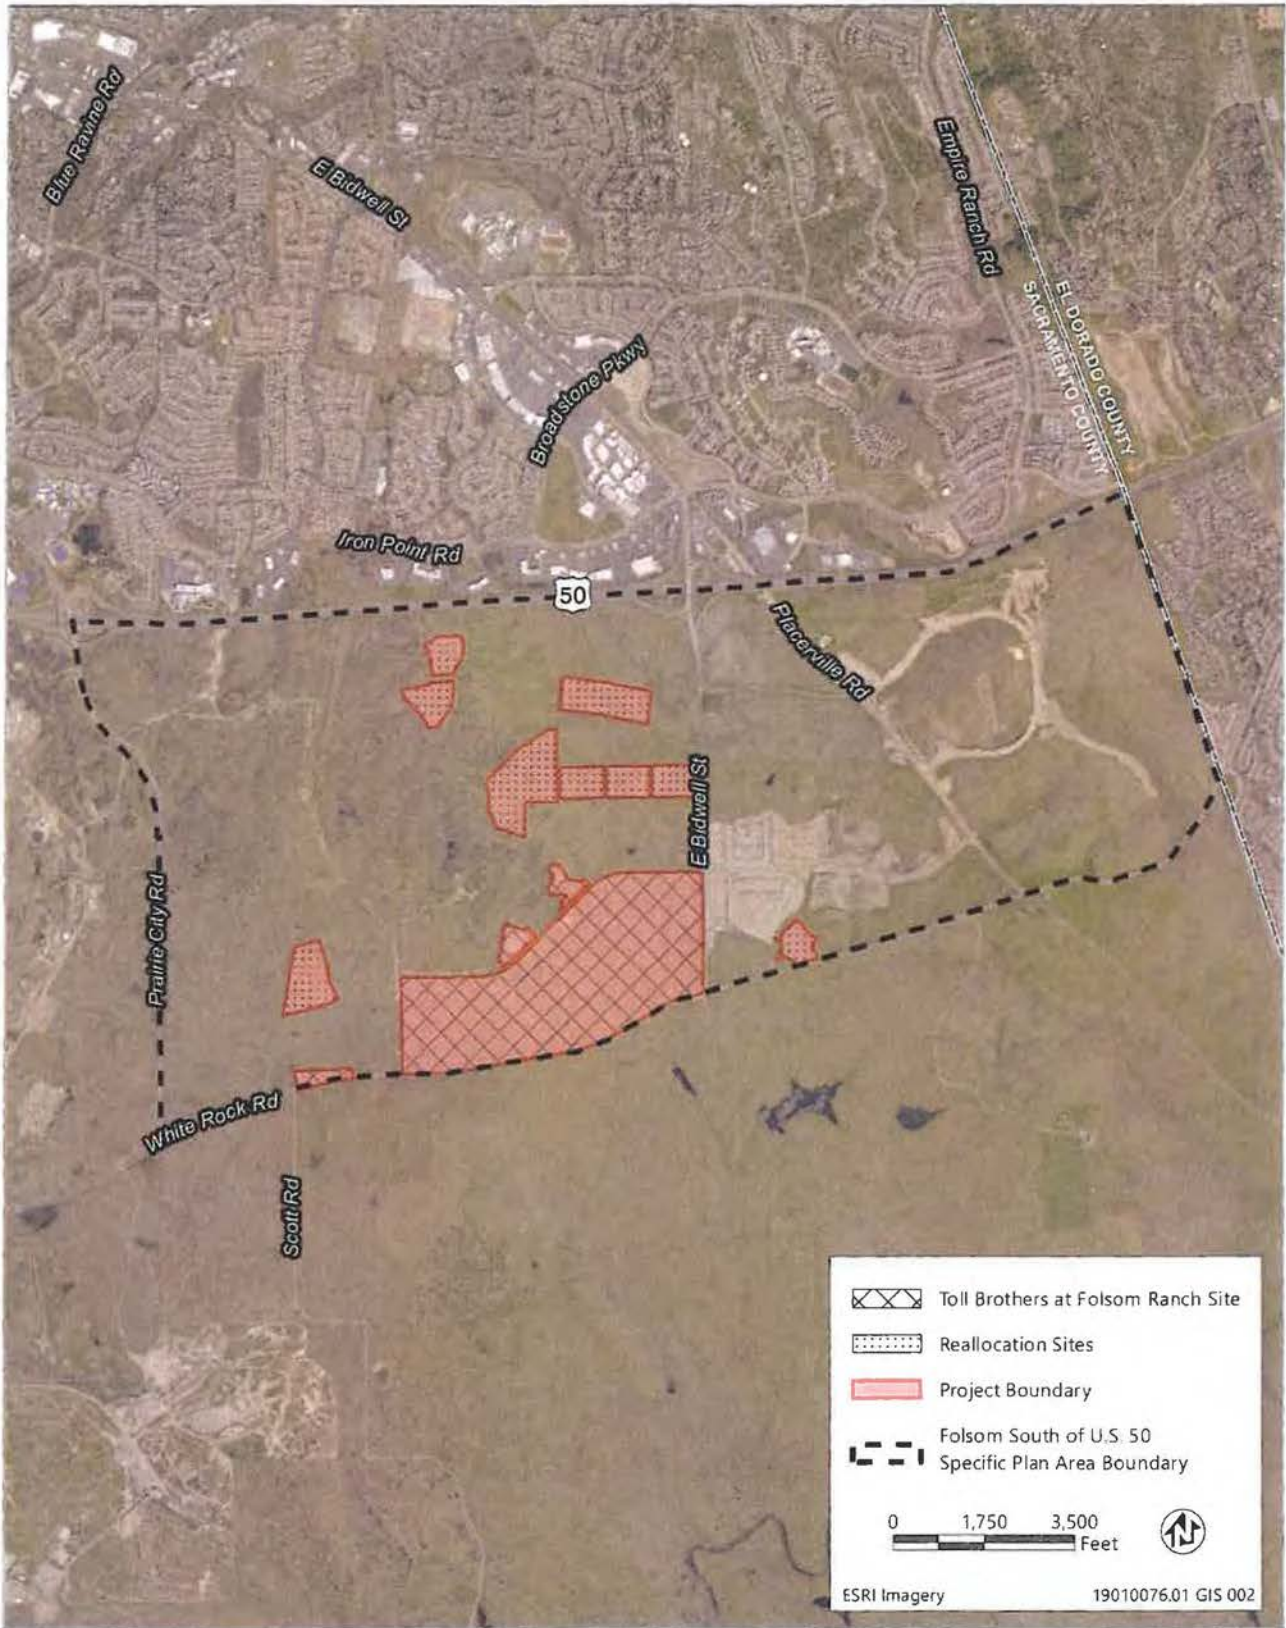 Blue Ravine Rd
E Bidwell St
Empire Ranch Rd
EL DORADO COUNTY
SACRAMENTO COUNTY
Broadstone Pkwy
Iron Point Rd
50
Placerville Rd
E Bidwell St
Prairie City Rd
White Rock Rd
Scott Rd
Toll Brothers at Folsom Ranch Site
Reallocation Sites
Project Boundary
Folsom South of U.S. 50
Specific Plan Area Boundary
0 1,750 3,500
Feet
N
ESRI Imagery 19010076.01 GIS 002